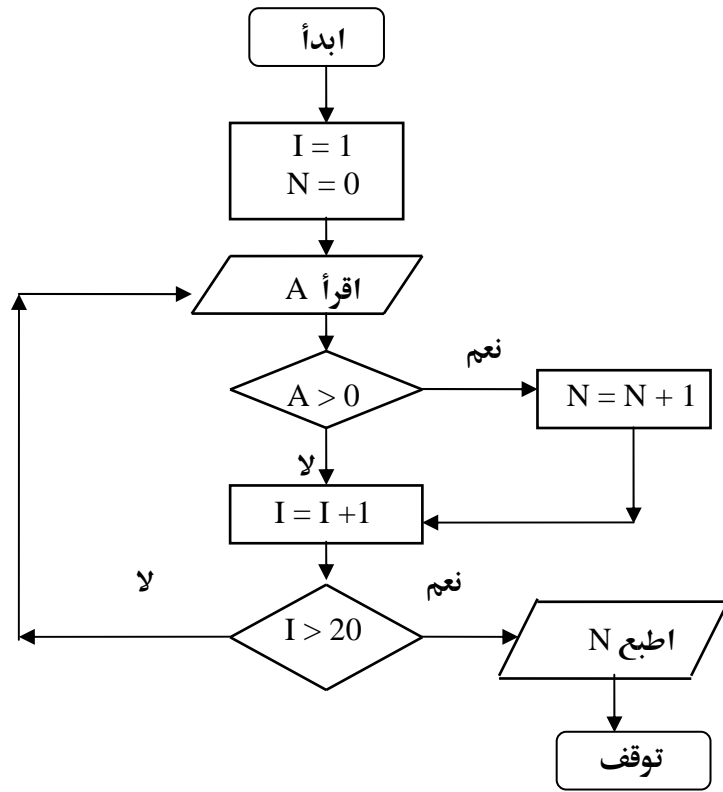 ابدأ
I = 1
N = 0
اقرأ A
نعم
A > 0
N = N + 1
لا
I = I +1
لا
نعم
I > 20
اطبع N
توقف